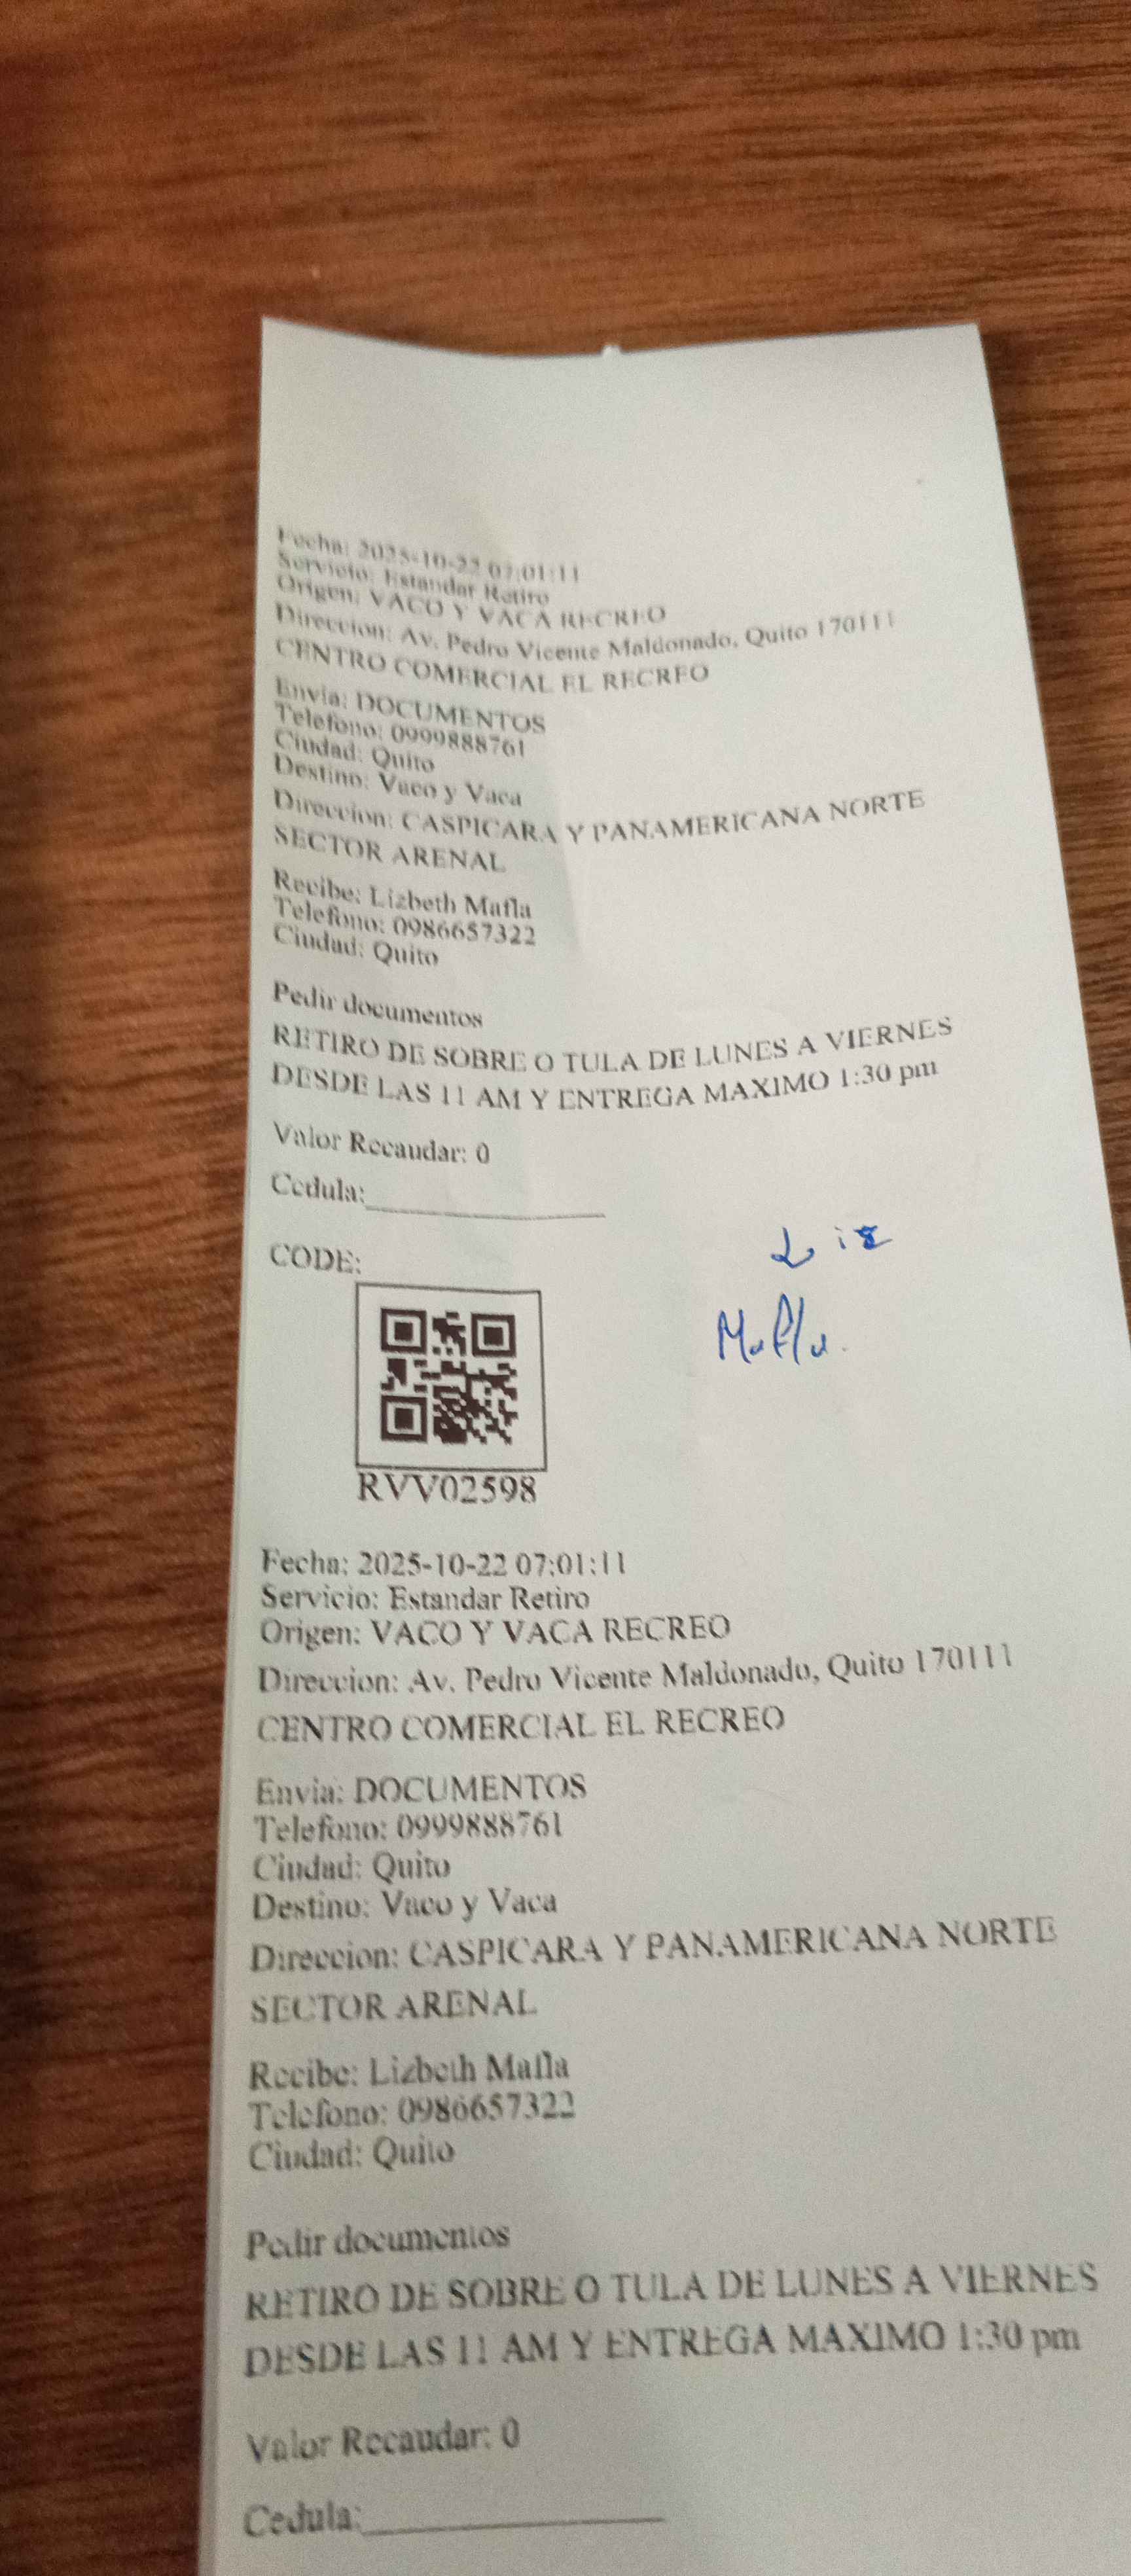 Fecha: 2025-10-22 07:01:11
Servicio: Estandar Retiro
Origen: VACO Y VACA RECREO
Direccion: Av. Pedro Vicente Maldonado, Quito 170111
CENTRO COMERCIAL EL RECREO
Envia: DOCUMENTOS
Telefono: 0999888761
Ciudad: Quito
Destino: Vaco y Vaca
Direccion: CASPICARA Y PANAMERICANA NORTE
SECTOR ARENAL
Recibe: Lizbeth Mafla
Telefono: 0986657322
Ciudad: Quito
Pedir documentos
RETIRO DE SOBRE O TULA DE LUNES A VIERNES
DESDE LAS 11 AM Y ENTREGA MAXIMO 1:30 pm
Valor Recaudar: 0
Cedula:
CODE:
Liz
Mafla.
RVV02598
Fecha: 2025-10-22 07:01:11
Servicio: Estandar Retiro
Origen: VACO Y VACA RECREO
Direccion: Av. Pedro Vicente Maldonado, Quito 170111
CENTRO COMERCIAL EL RECREO
Envia: DOCUMENTOS
Telefono: 0999888761
Ciudad: Quito
Destino: Vaco y Vaca
Direccion: CASPICARA Y PANAMERICANA NORTE
SECTOR ARENAL
Recibe: Lizbeth Mafla
Telefono: 0986657322
Ciudad: Quito
Pedir documentos
RETIRO DE SOBRE O TULA DE LUNES A VIERNES
DESDE LAS 11 AM Y ENTREGA MAXIMO 1:30 pm
Valor Recaudar: 0
Cedula: